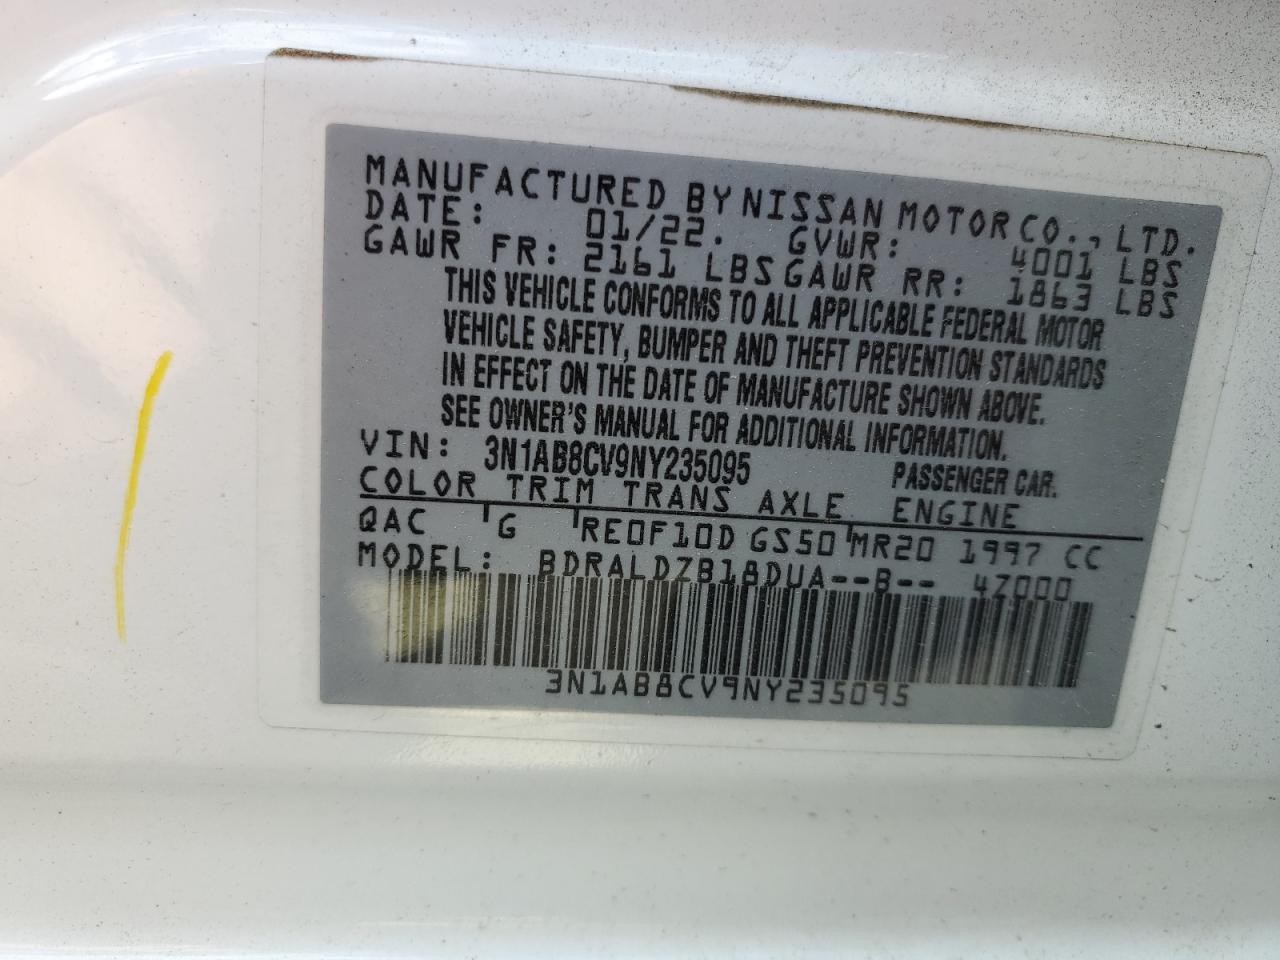 MANUFACTURED BY NISSAN MOTOR CO., LTD.
DATE: 01/22. GVWR: 4001 LBS
GAWR FR: 2161 LBS GAWR RR: 1863 LBS
THIS VEHICLE CONFORMS TO ALL APPLICABLE FEDERAL MOTOR
VEHICLE SAFETY, BUMPER AND THEFT PREVENTION STANDARDS
IN EFFECT ON THE DATE OF MANUFACTURE SHOWN ABOVE.
SEE OWNER'S MANUAL FOR ADDITIONAL INFORMATION.
VIN: 3N1AB8CV9NY235095 PASSENGER CAR.
COLOR TRIM TRANS AXLE ENGINE
QAC G RE0F10D GS50 MR20 1997 CC
MODEL: BDRALDZB18DUA--B-- 4Z000
3N1AB8CV9NY235095